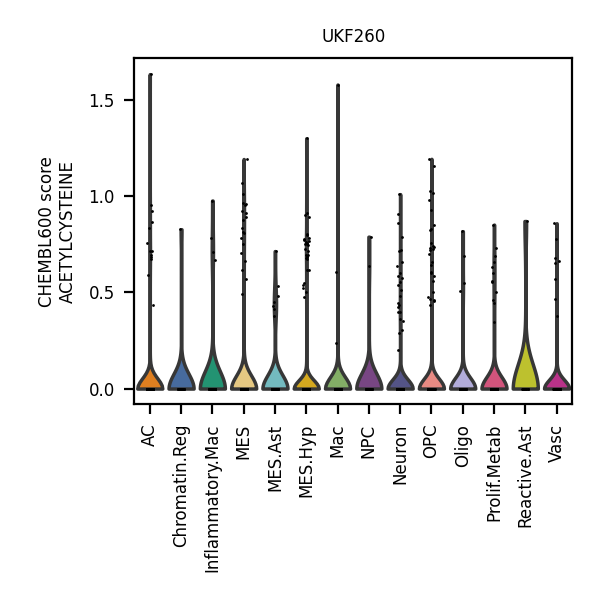 UKF260
CHEMBL600 score
ACETYLCYSTEINE
1.5
1.0
0.5
0.0
AC
Chromatin.Reg
Inflammatory.Mac
MES
MES.Ast
MES.Hyp
Mac
NPC
Neuron
OPC
Oligo
Prolif.Metab
Reactive.Ast
Vasc